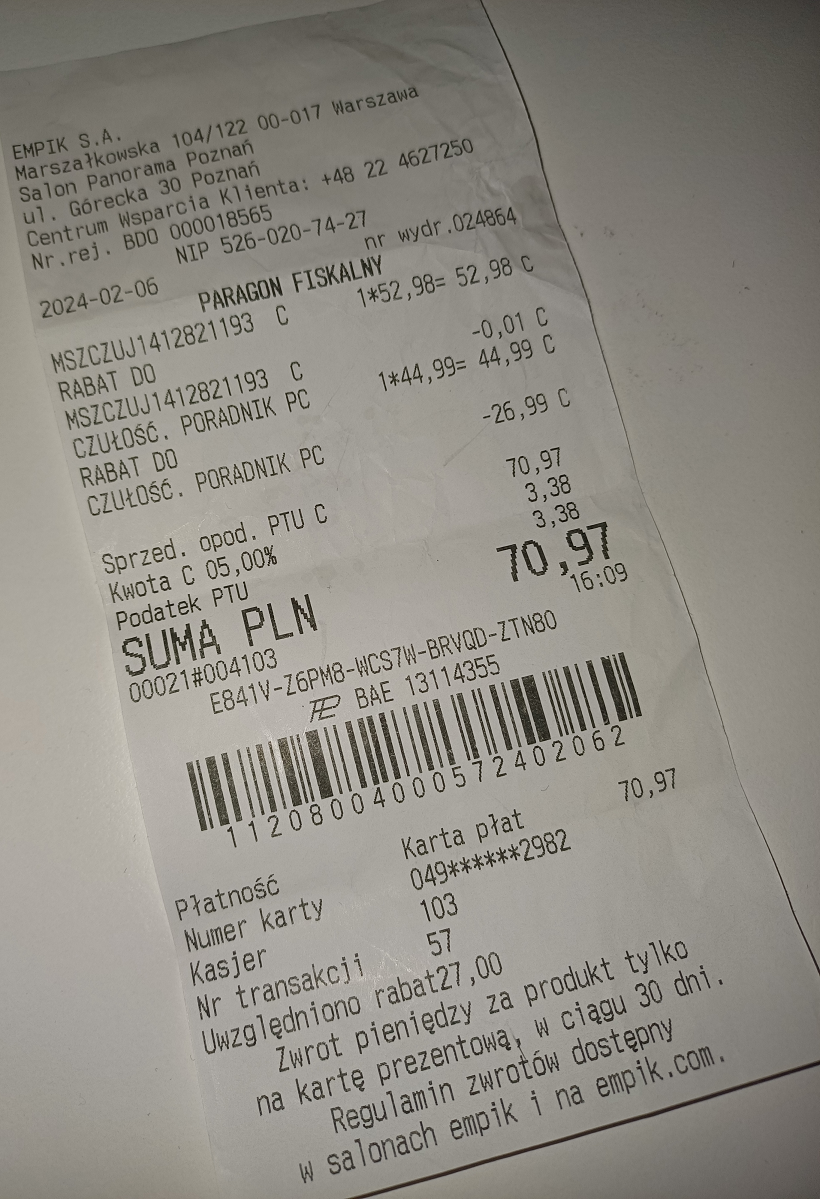 EMPIK S.A.
Marszałkowska 104/122 00-017 Warszawa
Salon Panorama Poznań
ul. Górecka 30 Poznań
Centrum Wsparcia Klienta: +48 22 4627250
Nr.rej. BDO 000018565
NIP 526-020-74-27
2024-02-06 nr wydr.024864
PARAGON FISKALNY
MSZCZUJ1412821193 C 1*52,98= 52,98 C
RABAT DO
MSZCZUJ1412821193 C -0,01 C
CZUŁOŚĆ. PORADNIK PC 1*44,99= 44,99 C
RABAT DO
CZUŁOŚĆ. PORADNIK PC -26,99 C
Sprzed. opod. PTU C 70,97
Kwota C 05,00% 3,38
Podatek PTU 3,38
SUMA PLN 70,97
00021#004103 16:09
E841V-Z6PM8-WCS7W-BRVQD-ZTN80
BAE 13114355
11208004000572402062
Płatność Karta płat 70,97
Numer karty 049******2982
Kasjer 103
Nr transakcji 57
Uwzględniono rabat27,00
Zwrot pieniędzy za produkt tylko
na kartę prezentową, w ciągu 30 dni.
Regulamin zwrotów dostępny
w salonach empik i na empik.com.